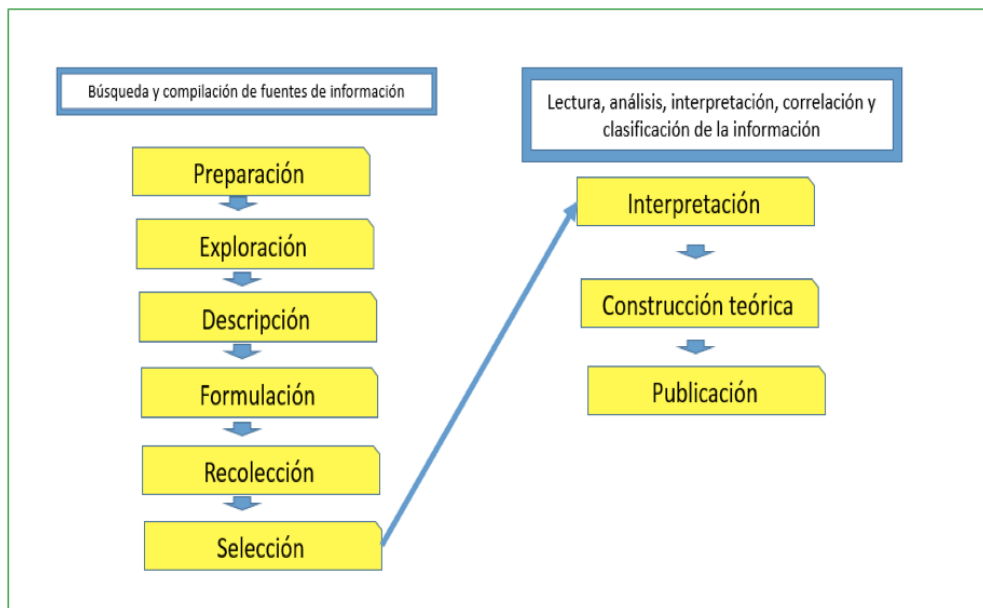 Búsqueda y compilación de fuentes de información
Preparación
Exploración
Descripción
Formulación
Recolección
Selección
Lectura, análisis, interpretación, correlación y
clasificación de la información
Interpretación
Construcción teórica
Publicación